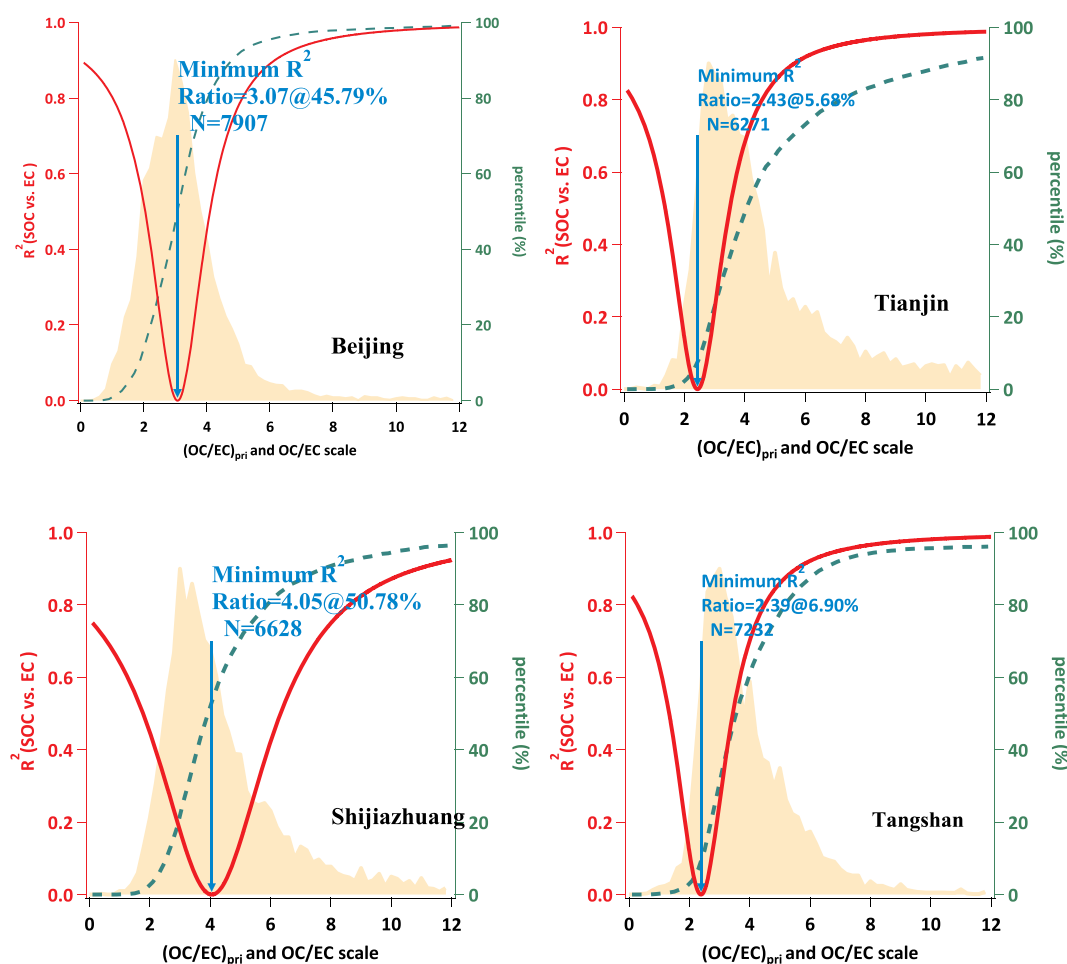 1.0
0.8
0.6
0.4
0.2
0.0
R² (SOC vs. EC )
100
80
60
40
20
0
percentile (%)
Minimum R²
Ratio=3.07@45.79%
N=7907
Beijing
0 2 4 6 8 10 12
(OC/EC)pri and OC/EC scale
1.0
0.8
0.6
0.4
0.2
0.0
R² (SOC vs. EC )
100
80
60
40
20
0
percentile (%)
Minimum R²
Ratio=2.43@5.68%
N=6271
Tianjin
0 2 4 6 8 10 12
(OC/EC)pri and OC/EC scale
1.0
0.8
0.6
0.4
0.2
0.0
R² (SOC vs. EC )
100
80
60
40
20
0
percentile (%)
Minimum R²
Ratio=4.05@50.78%
N=6628
Shijiazhuang
0 2 4 6 8 10 12
(OC/EC)pri and OC/EC scale
1.0
0.8
0.6
0.4
0.2
0.0
R² (SOC vs. EC )
100
80
60
40
20
0
percentile (%)
Minimum R²
Ratio=2.39@6.90%
N=7232
Tangshan
0 2 4 6 8 10 12
(OC/EC)pri and OC/EC scale